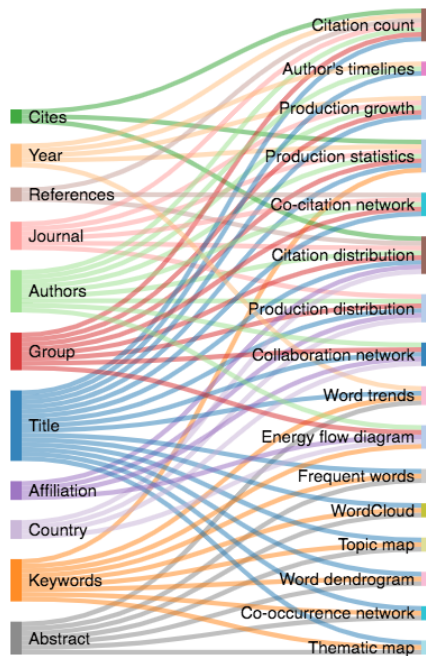 Cites
Year
References
Journal
Authors
Group
Title
Affiliation
Country
Keywords
Abstract
Citation count
Author's timelines
Production growth
Production statistics
Co-citation network
Citation distribution
Production distribution
Collaboration network
Word trends
Energy flow diagram
Frequent words
WordCloud
Topic map
Word dendrogram
Co-occurrence network
Thematic map